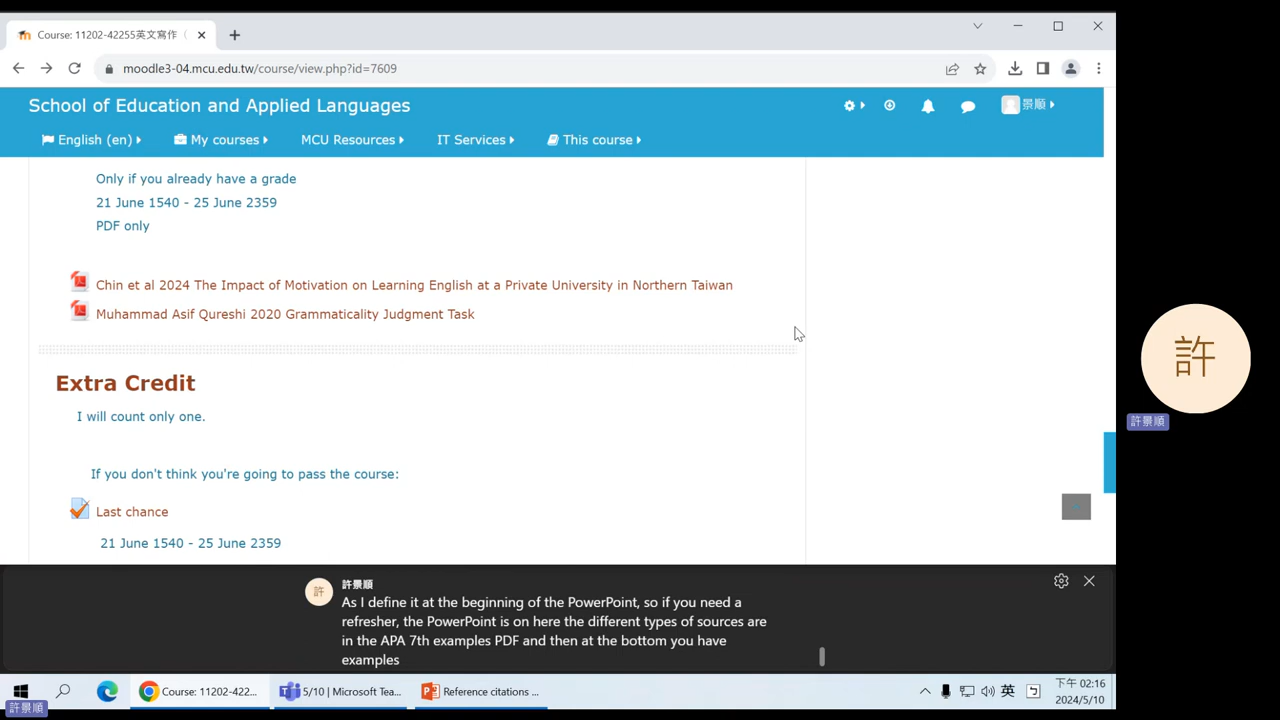 Course: 11202-42255英文寫作 (
moodle3-04.mcu.edu.tw/course/view.php?id=7609
School of Education and Applied Languages
景順
English (en)
My courses
MCU Resources
IT Services
This course
Only if you already have a grade
21 June 1540 - 25 June 2359
PDF only
Chin et al 2024 The Impact of Motivation on Learning English at a Private University in Northern Taiwan
Muhammad Asif Qureshi 2020 Grammaticality Judgment Task
許
許景順
Extra Credit
I will count only one.
If you don't think you're going to pass the course:
Last chance
21 June 1540 - 25 June 2359
許
許景順
As I define it at the beginning of the PowerPoint, so if you need a
refresher, the PowerPoint is on here the different types of sources are
in the APA 7th examples PDF and then at the bottom you have
examples
Course: 11202-422...
5/10 | Microsoft Tea...
Reference citations ...
英
ㄅ
下午 02:16
2024/5/10
許景順